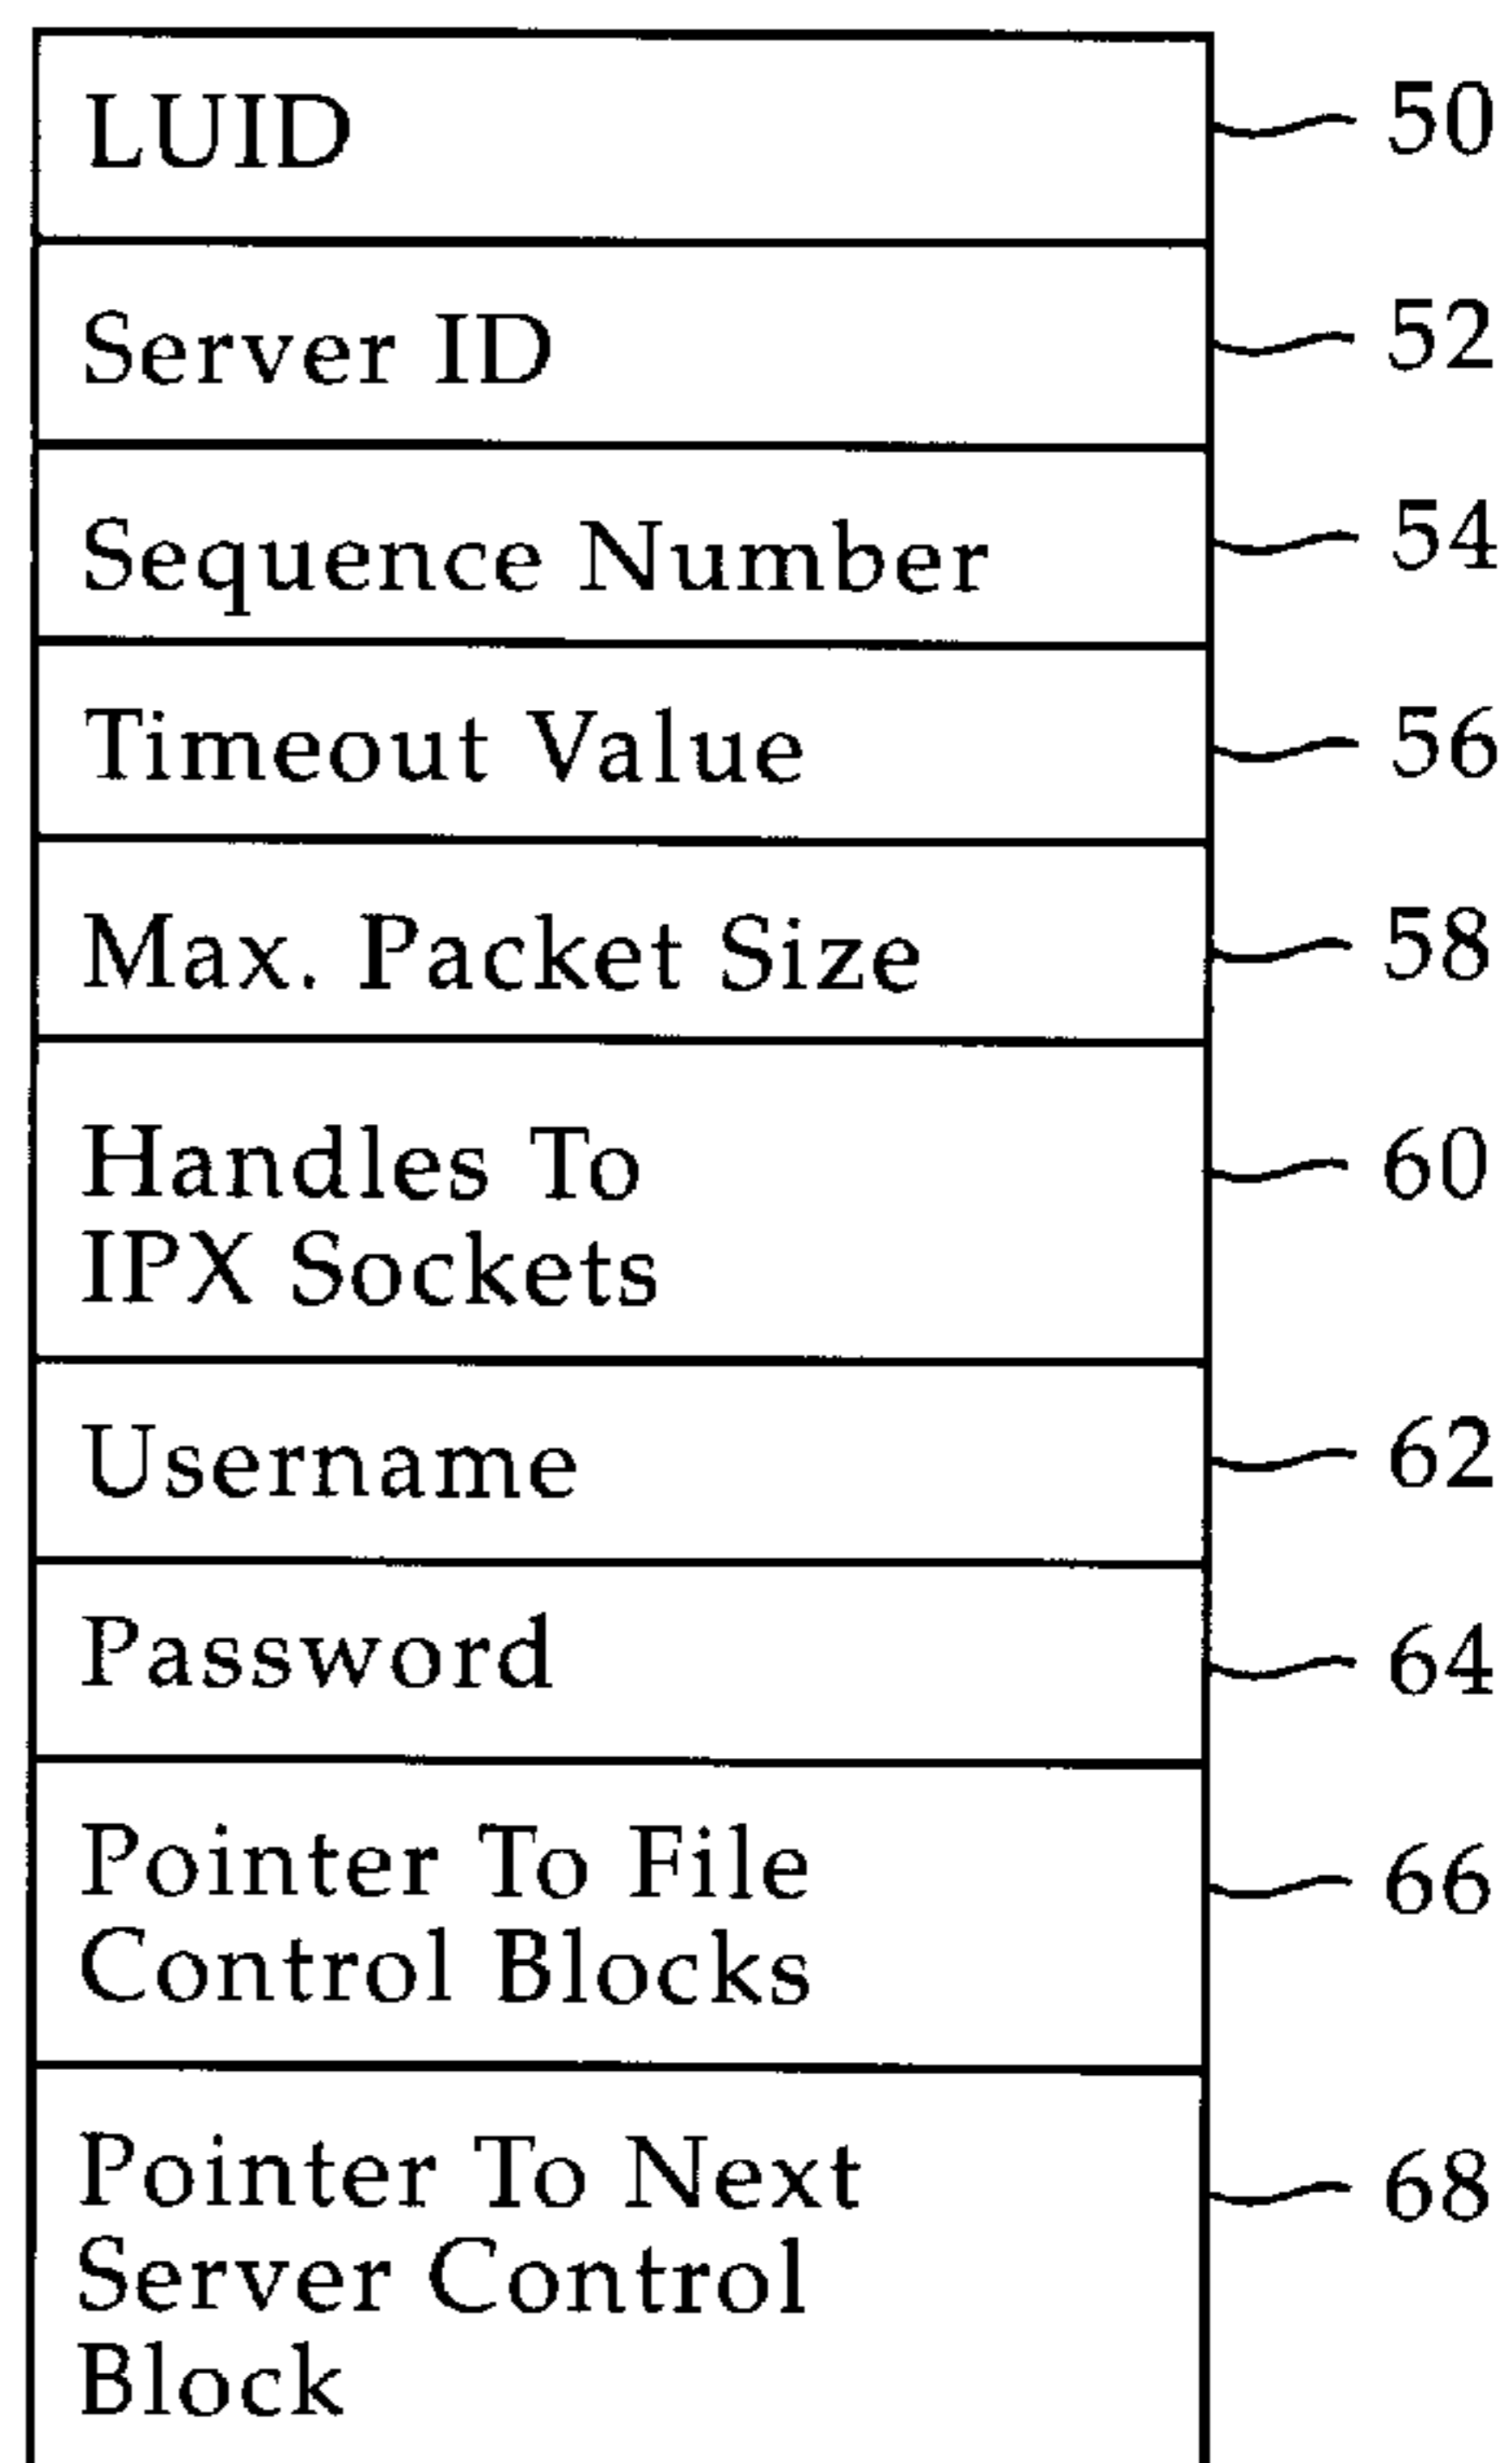 LUID 50
Server ID 52
Sequence Number 54
Timeout Value 56
Max. Packet Size 58
Handles To 60
IPX Sockets
Username 62
Password 64
Pointer To File 66
Control Blocks
Pointer To Next 68
Server Control
Block